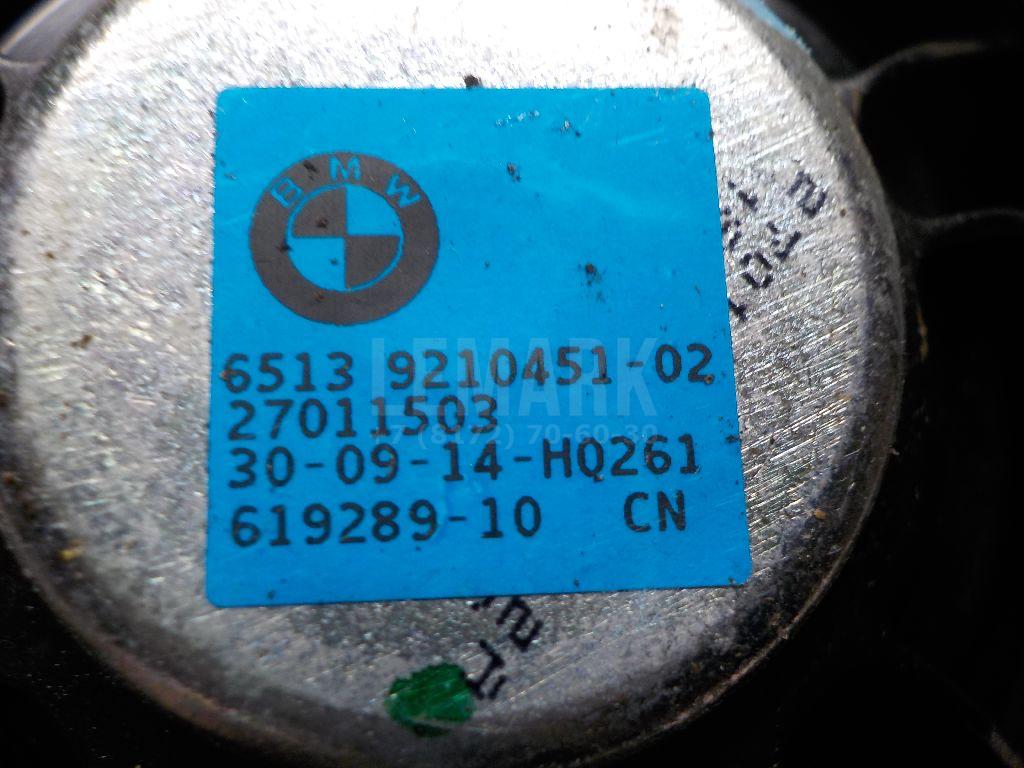 BMW
6513 9210451-02
27011503
30-09-14-HQ261
619289-10 CN
LEMARK
+7 (8172) 70-60-30